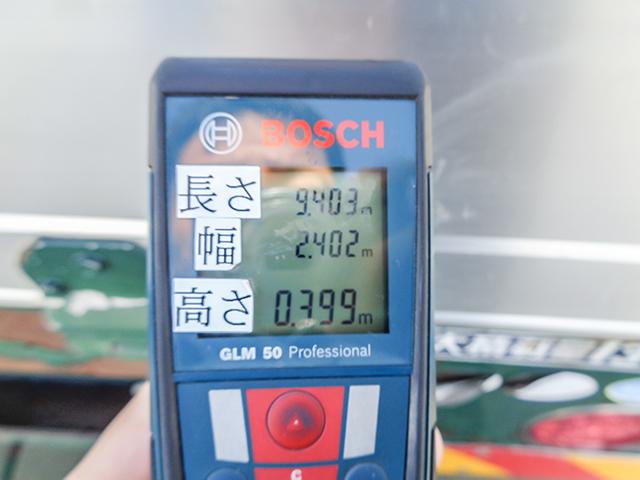 BOSCH
長さ 9.403m
幅 2.402m
高さ 0.399m
GLM 50 Professional
C